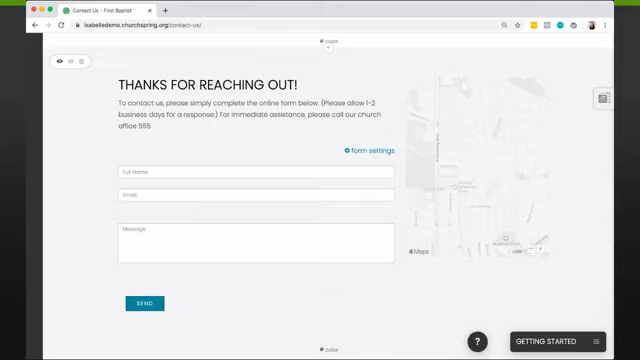 Contact Us - First Baptist
isabelledemo.churchspring.org/contact-us/
color
THANKS FOR REACHING OUT!
To contact us, please simply complete the online form below. (Please allow 1-2
business days for a response.) For immediate assistance, please call our church
office 555
form settings
Full Name
Email
Message
SEND
Maps
Legal
?
GETTING STARTED
color